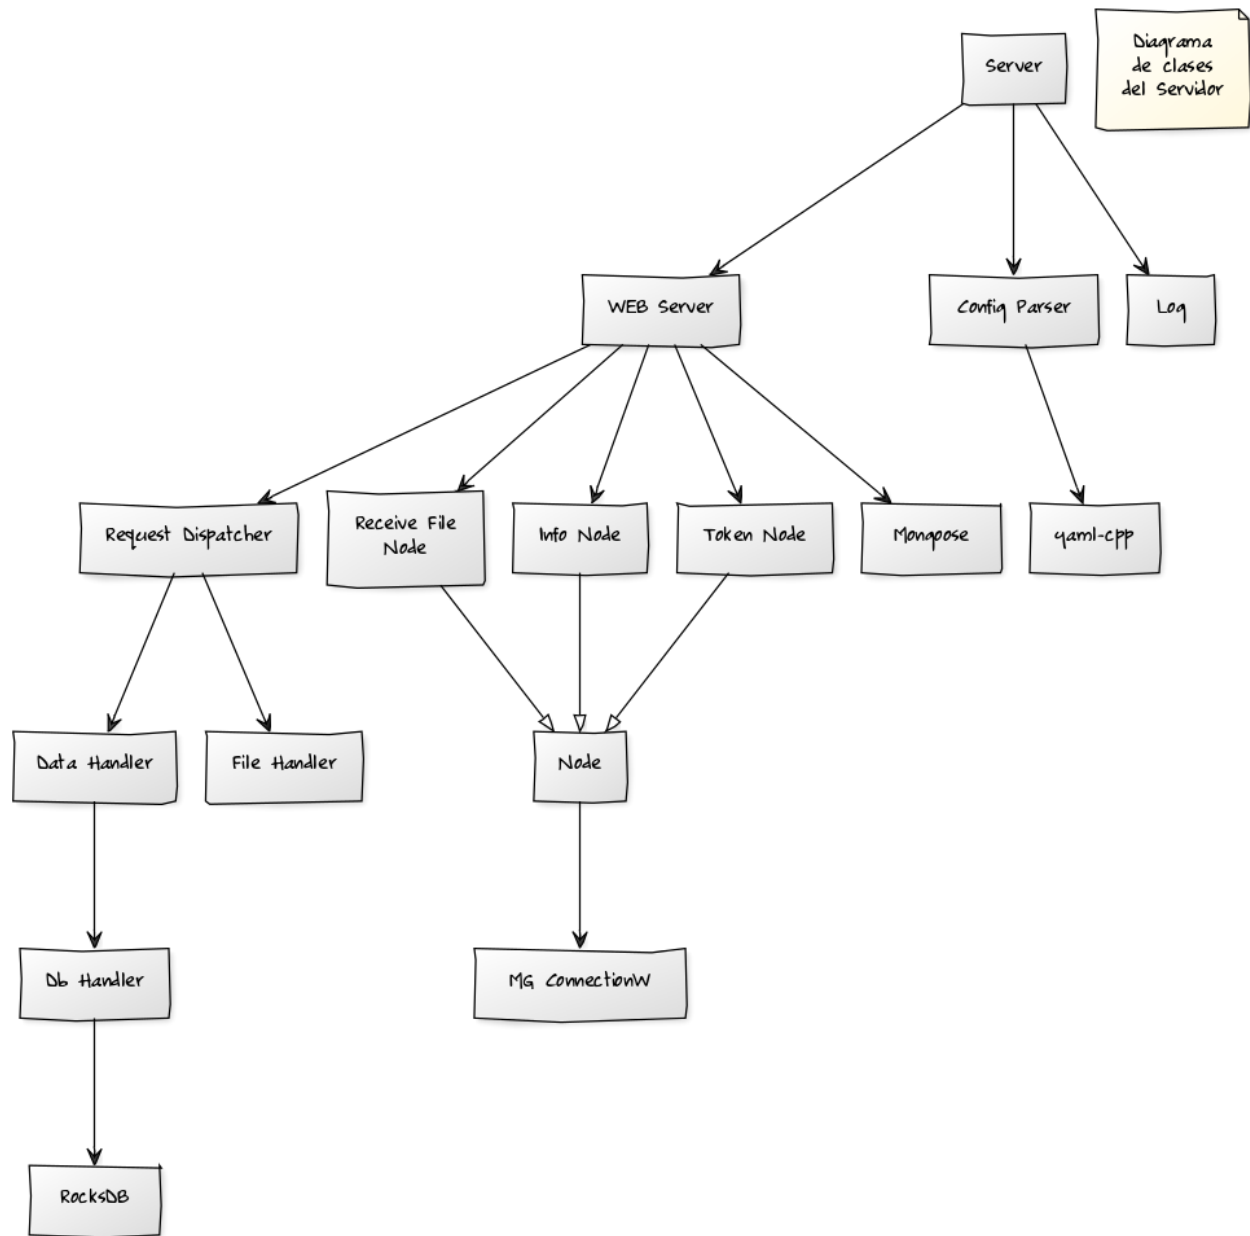 Server
Diagrama
de clases
del Servidor
WEB Server
Config Parser
Log
Request Dispatcher
Receive File
Node
Info Node
Token Node
Mongoose
yaml-cpp
Data Handler
File Handler
Node
Db Handler
MG ConnectionW
RocksDB